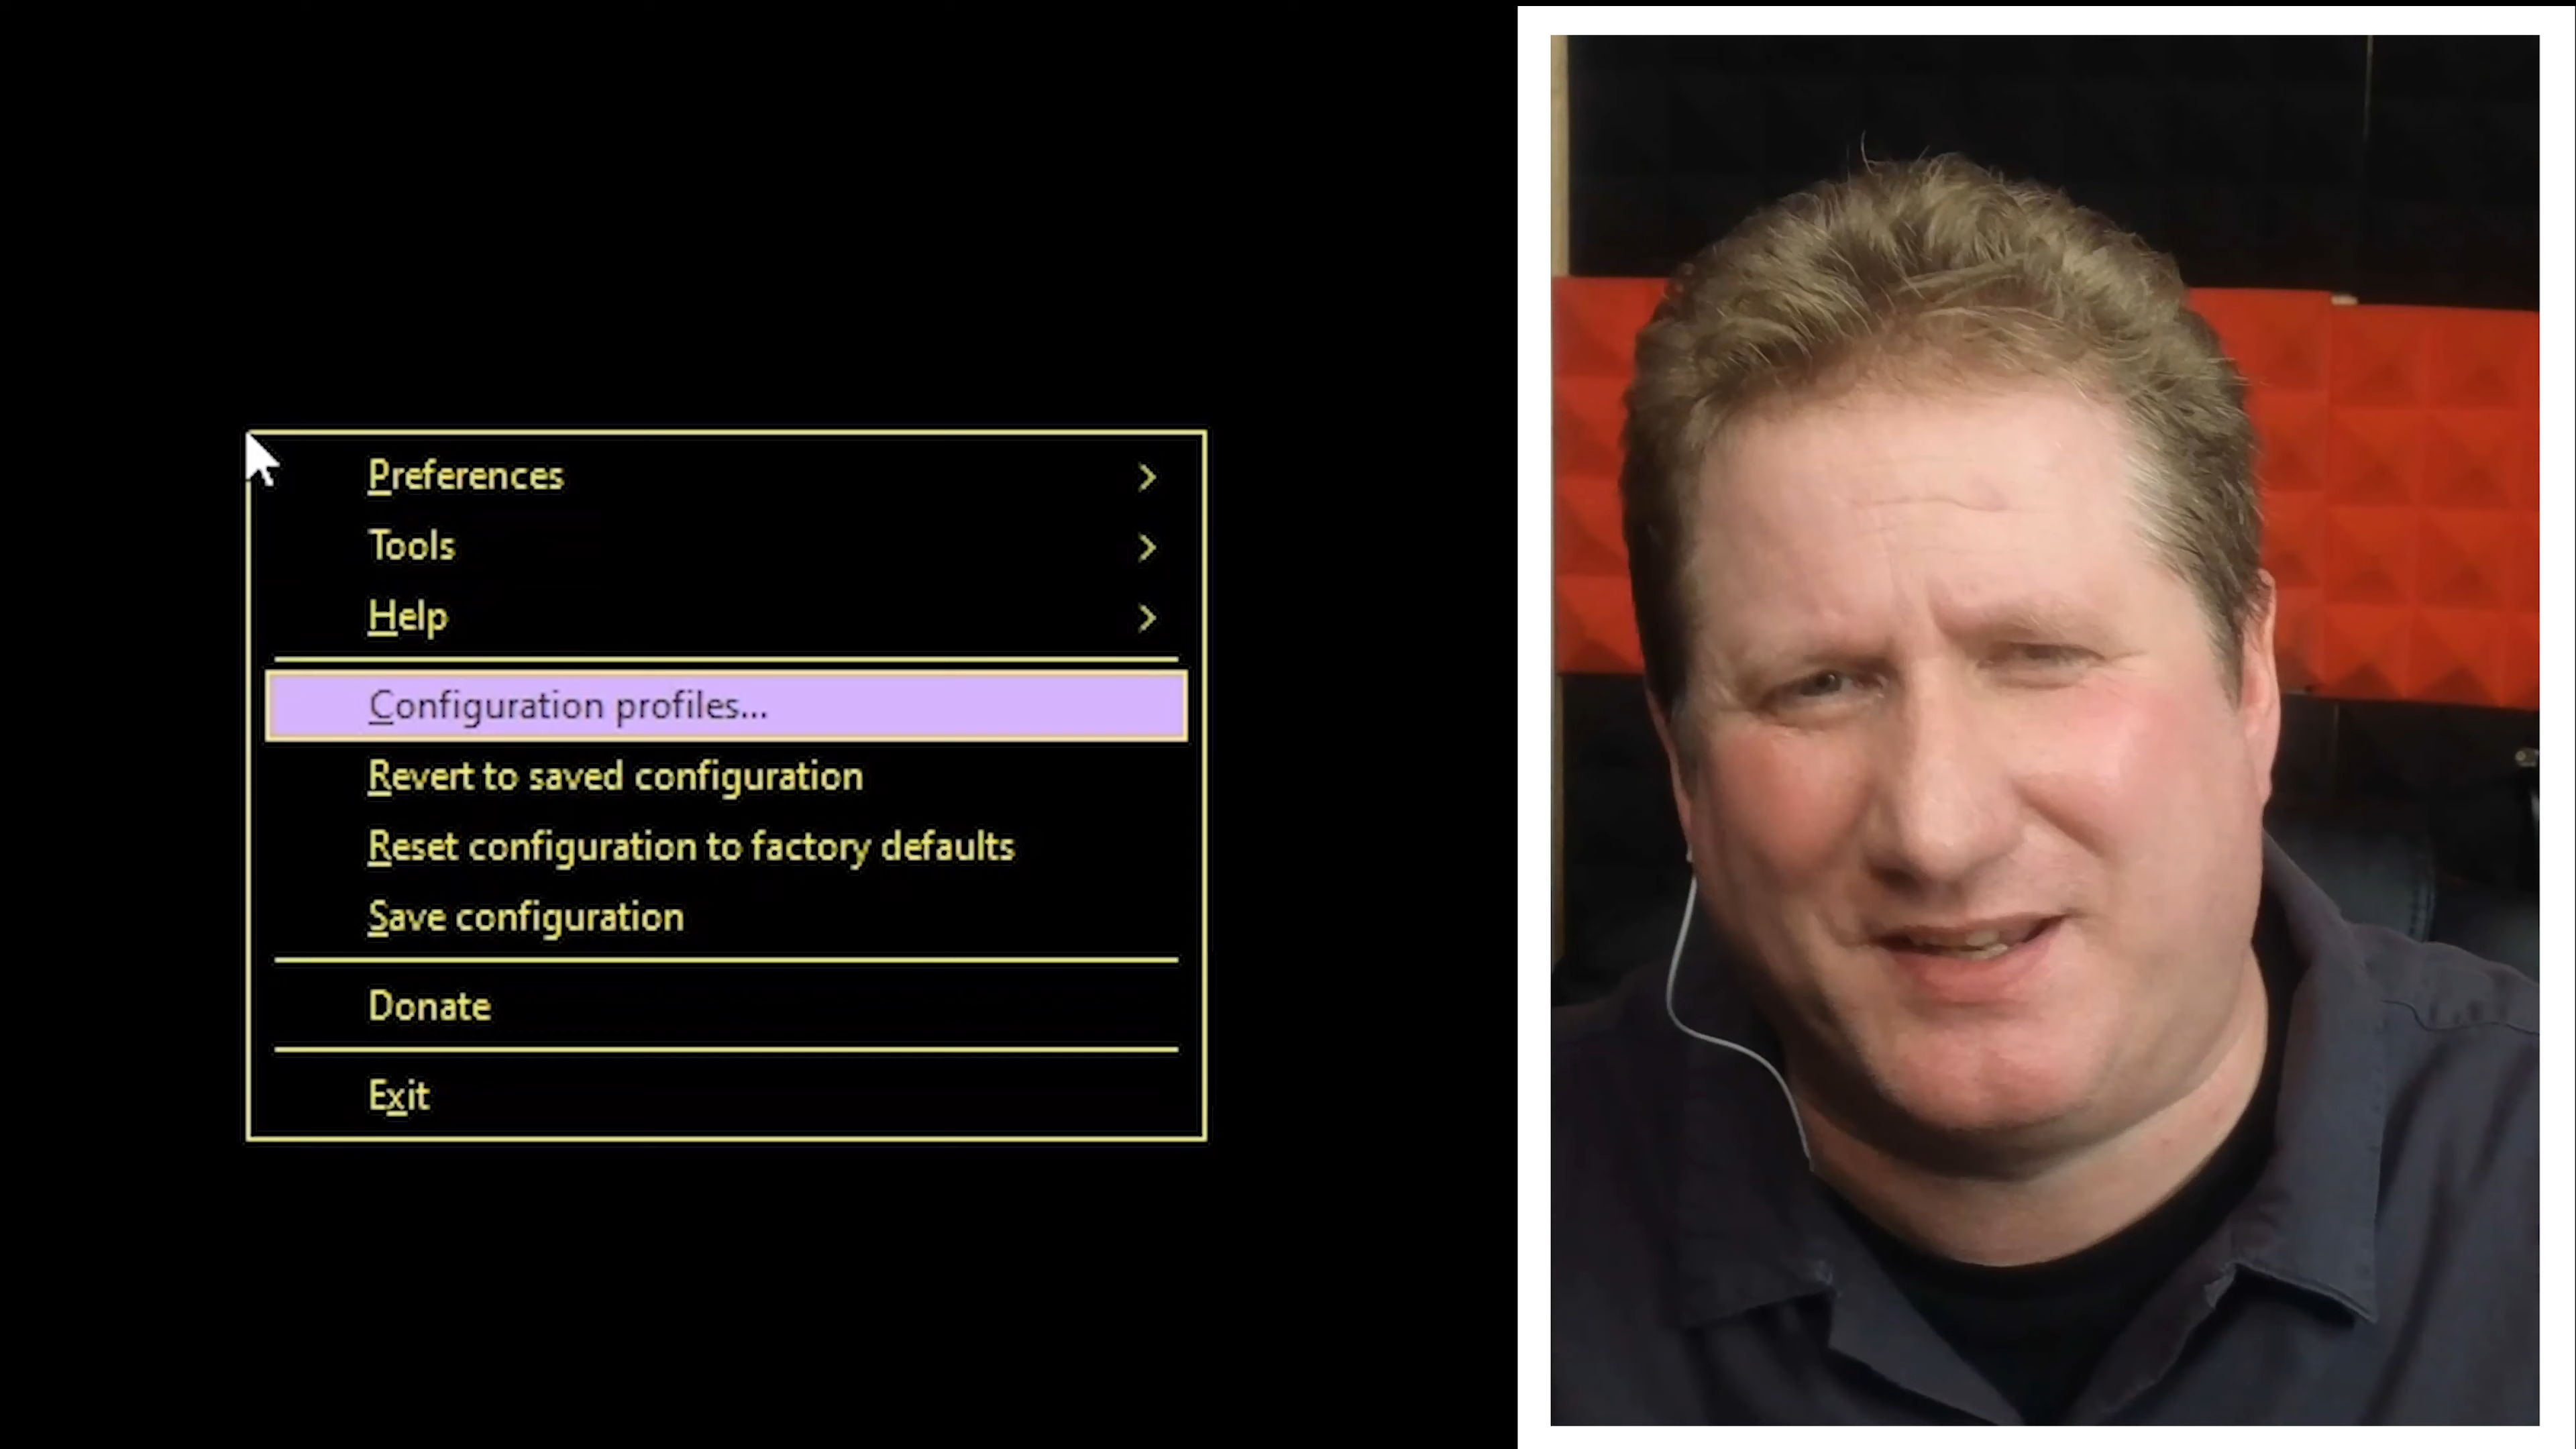 Preferences
Tools
Help
Configuration profiles...
Revert to saved configuration
Reset configuration to factory defaults
Save configuration
Donate
Exit